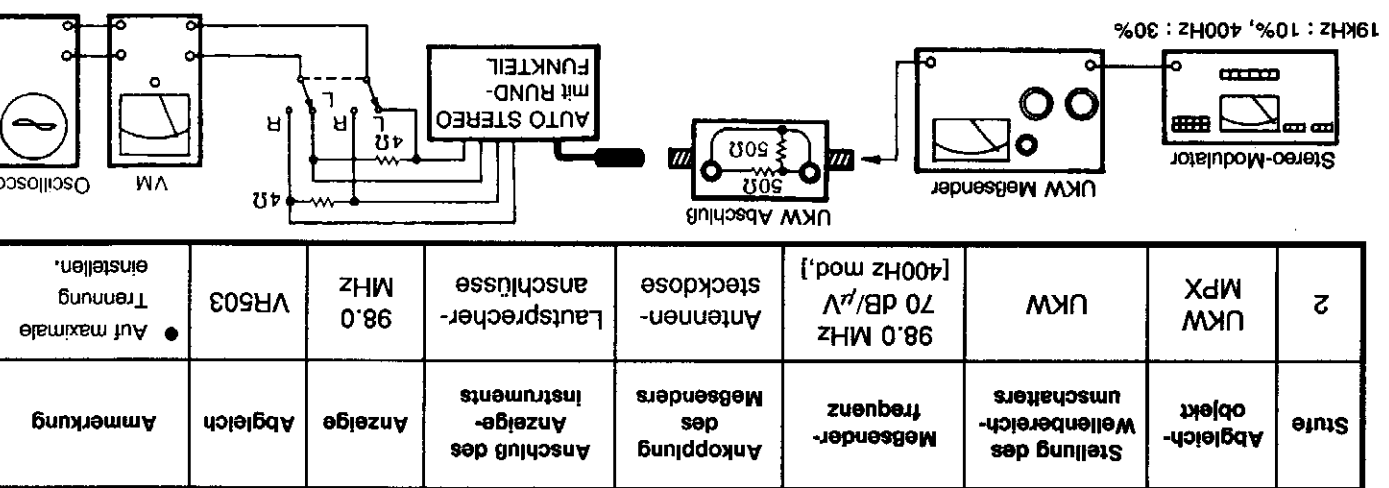 Stufe
Abgleich-
objekt
Stellung des
Wellenbereich-
umschalters
Meßsender-
frequenz
Ankopplung
des
Meßsenders
Anschluß des
Anzeige-
instruments
Anzeige
Abgleich
Ammerkung
2
UKW
MPX
UKW
98.0 MHz
70 dB/μV
[400Hz mod.]
Antennen-
steckdose
Lautsprecher-
anschlüsse
98.0
MHz
VR503
● Auf maximale
Trennung
einstellen.
Stereo-Modulator
19kHz : 10%, 400Hz : 30%
UKW Meßsender
UKW Abschluß
50Ω
50Ω
AUTO STEREO
mit RUND-
FUNKTEIL
4Ω
4Ω
L
R
L
R
VM
Oscillosco